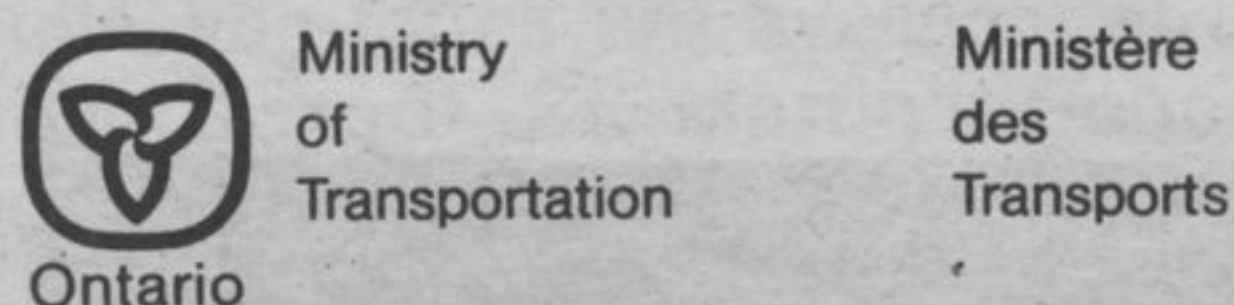 Ministry
of
Transportation
Ministère
des
Transports
Ontario